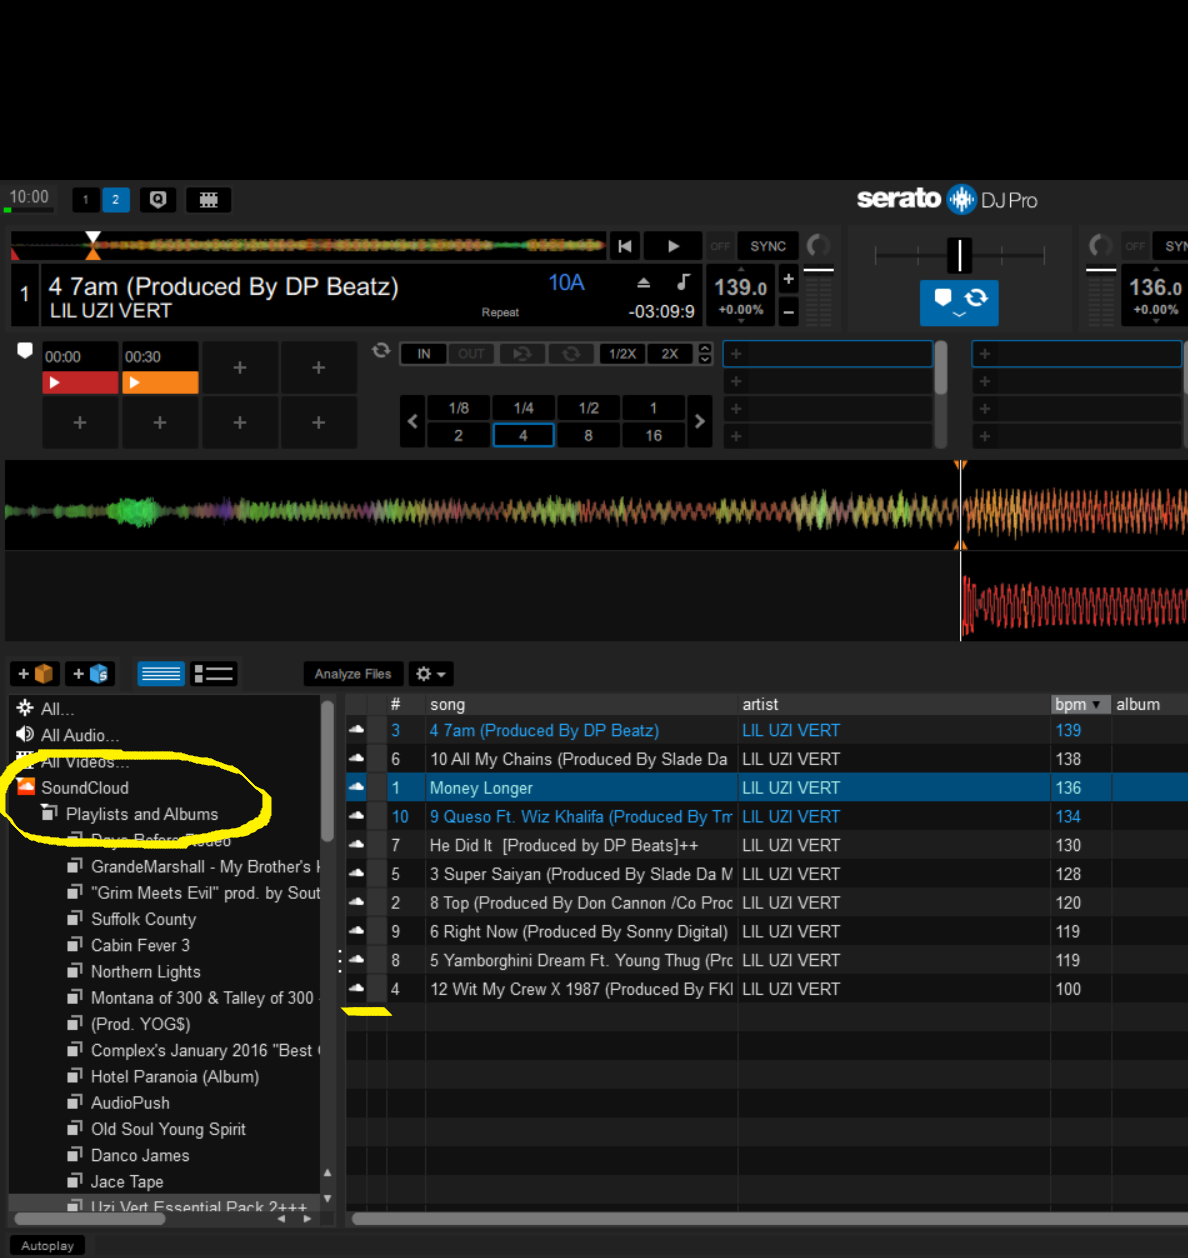 10:00 1 2 serato DJ Pro
OFF SYNC OFF SYN
1 4 7am (Produced By DP Beatz) 10A 139.0 + 136.0
LIL UZI VERT Repeat -03:09:9 +0.00% − +0.00%
00:00 00:30 + + IN OUT 1/2X 2X + +
+ +
+ + + + 1/8 1/4 1/2 1 + +
2 4 8 16 + +
+ + Analyze Files
All...
All Audio...
All Videos...
SoundCloud
Playlists and Albums
Days Before Rodeo
GrandeMarshall - My Brother's
"Grim Meets Evil" prod. by Sout
Suffolk County
Cabin Fever 3
Northern Lights
Montana of 300 & Talley of 300
(Prod. YOG$)
Complex's January 2016 "Best
Hotel Paranoia (Album)
AudioPush
Old Soul Young Spirit
Danco James
Jace Tape
Uzi Vert Essential Pack 2+++
# song artist bpm album
3 4 7am (Produced By DP Beatz) LIL UZI VERT 139
6 10 All My Chains (Produced By Slade Da LIL UZI VERT 138
1 Money Longer LIL UZI VERT 136
10 9 Queso Ft. Wiz Khalifa (Produced By Tm LIL UZI VERT 134
7 He Did It [Produced by DP Beats]++ LIL UZI VERT 130
5 3 Super Saiyan (Produced By Slade Da M LIL UZI VERT 128
2 8 Top (Produced By Don Cannon /Co Proc LIL UZI VERT 120
9 6 Right Now (Produced By Sonny Digital) LIL UZI VERT 119
8 5 Yamborghini Dream Ft. Young Thug (Prc LIL UZI VERT 119
4 12 Wit My Crew X 1987 (Produced By FKI LIL UZI VERT 100
Autoplay